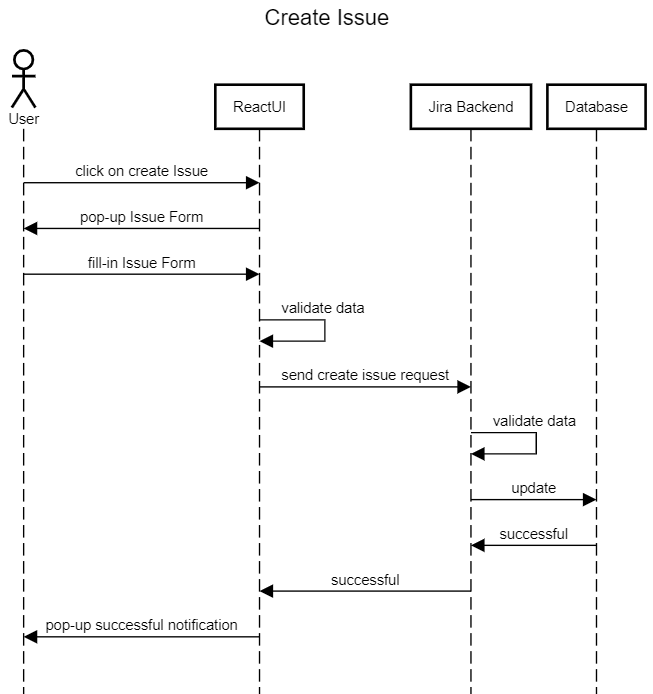 Create Issue
User
ReactUI
Jira Backend
Database
click on create Issue
pop-up Issue Form
fill-in Issue Form
validate data
send create issue request
validate data
update
successful
successful
pop-up successful notification